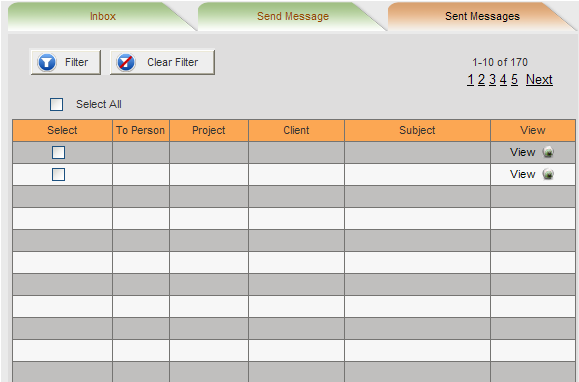 Inbox Send Message Sent Messages
Filter Clear Filter 1-10 of 170
1 2 3 4 5 Next
Select All
Select To Person Project Client Subject View
View
View